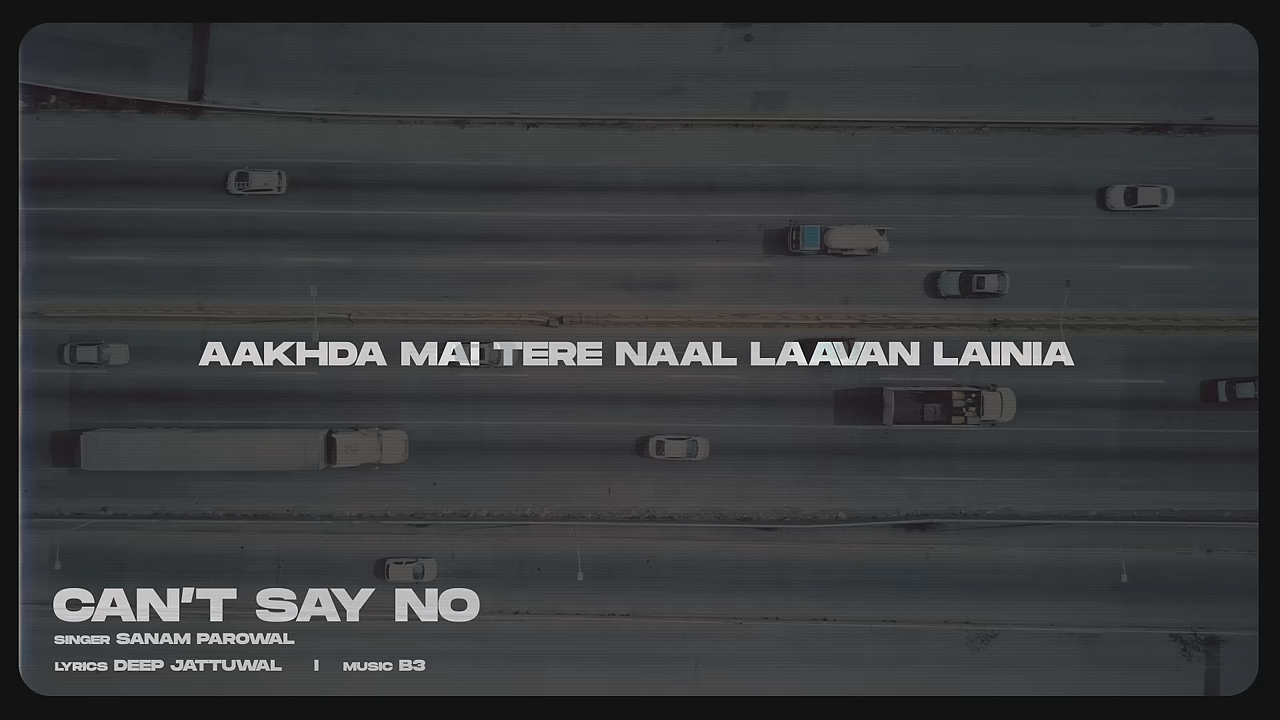 AAKHDA MAI TERE NAAL LAAVAN LAINIA
CAN'T SAY NO
SINGER SANAM PAROWAL
LYRICS DEEP JATTUWAL | MUSIC B3